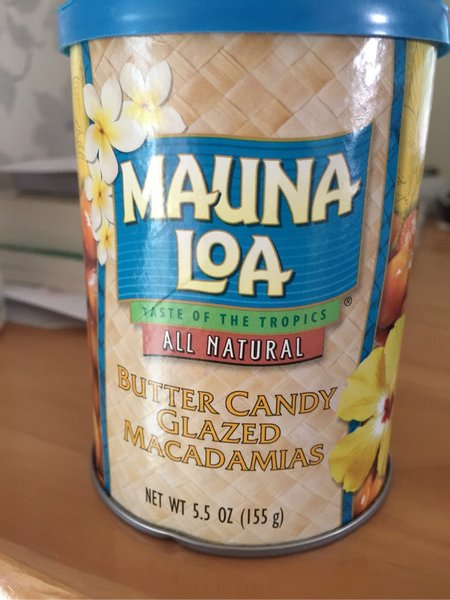 MAUNA
LOA
®
TASTE OF THE TROPICS
ALL NATURAL
BUTTER CANDY
GLAZED
MACADAMIAS
NET WT 5.5 OZ (155 g)